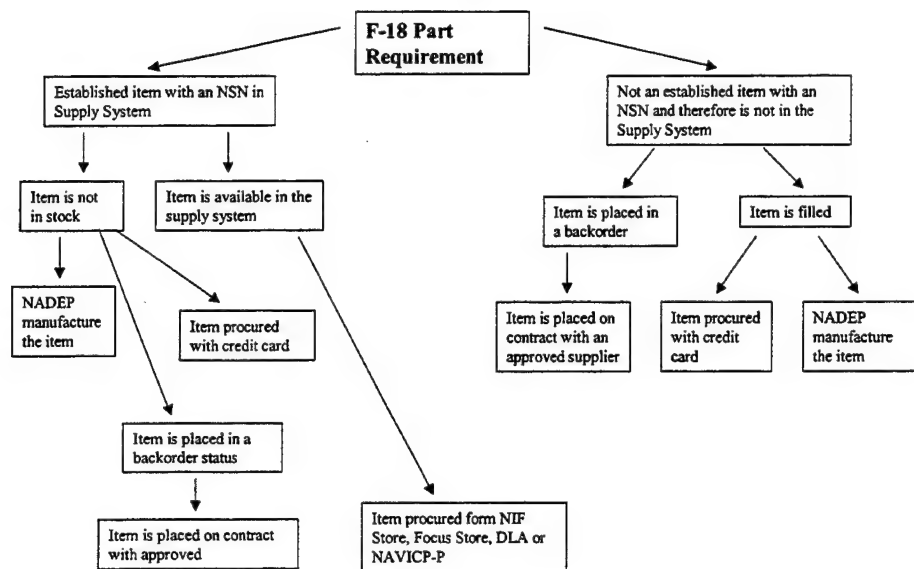 F-18 Part
Requirement
Established item with an NSN in
Supply System
Not an established item with an
NSN and therefore is not in the
Supply System
Item is not
in stock
Item is available in the
supply system
Item is placed in
a backorder
Item is filled
NADEP
manufacture
the item
Item procured
with credit card
Item is placed on
contract with an
approved supplier
Item procured
with credit
card
NADEP
manufacture
the item
Item is placed in a
backorder status
Item is placed on contract
with approved
Item procured form NIF
Store, Focus Store, DLA or
NAVICP-P